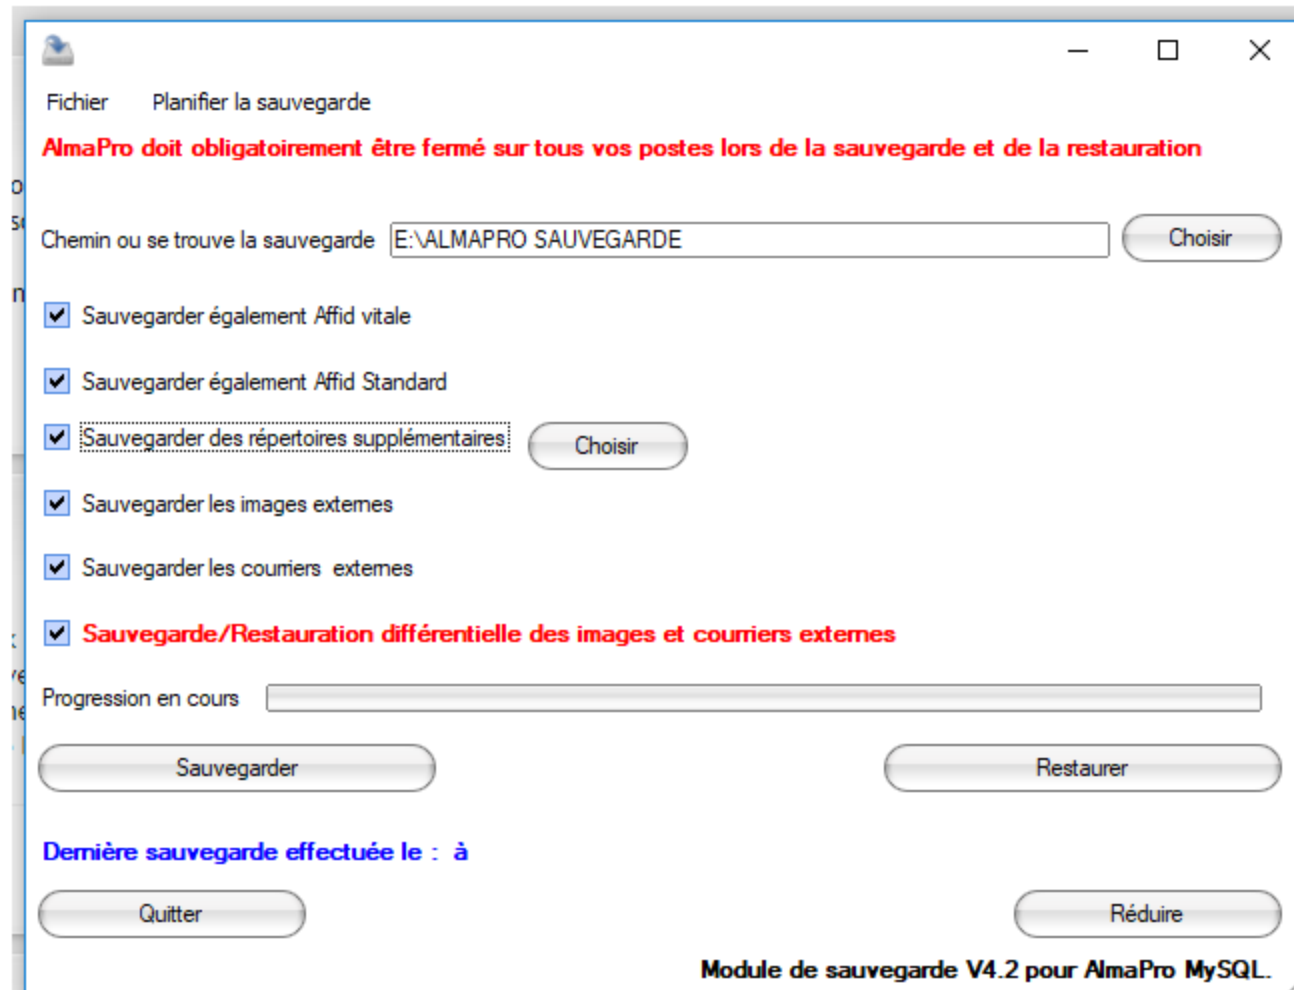 Fichier Planifier la sauvegarde
AlmaPro doit obligatoirement être fermé sur tous vos postes lors de la sauvegarde et de la restauration
Chemin ou se trouve la sauvegarde E:\ALMAPRO SAUVEGARDE Choisir
Sauvegarder également Affid vitale
Sauvegarder également Affid Standard
Sauvegarder des répertoires supplémentaires Choisir
Sauvegarder les images externes
Sauvegarder les courriers externes
Sauvegarde/Restauration différentielle des images et courriers externes
Progression en cours
Sauvegarder Restaurer
Dernière sauvegarde effectuée le : à
Quitter Réduire
Module de sauvegarde V4.2 pour AlmaPro MySQL.